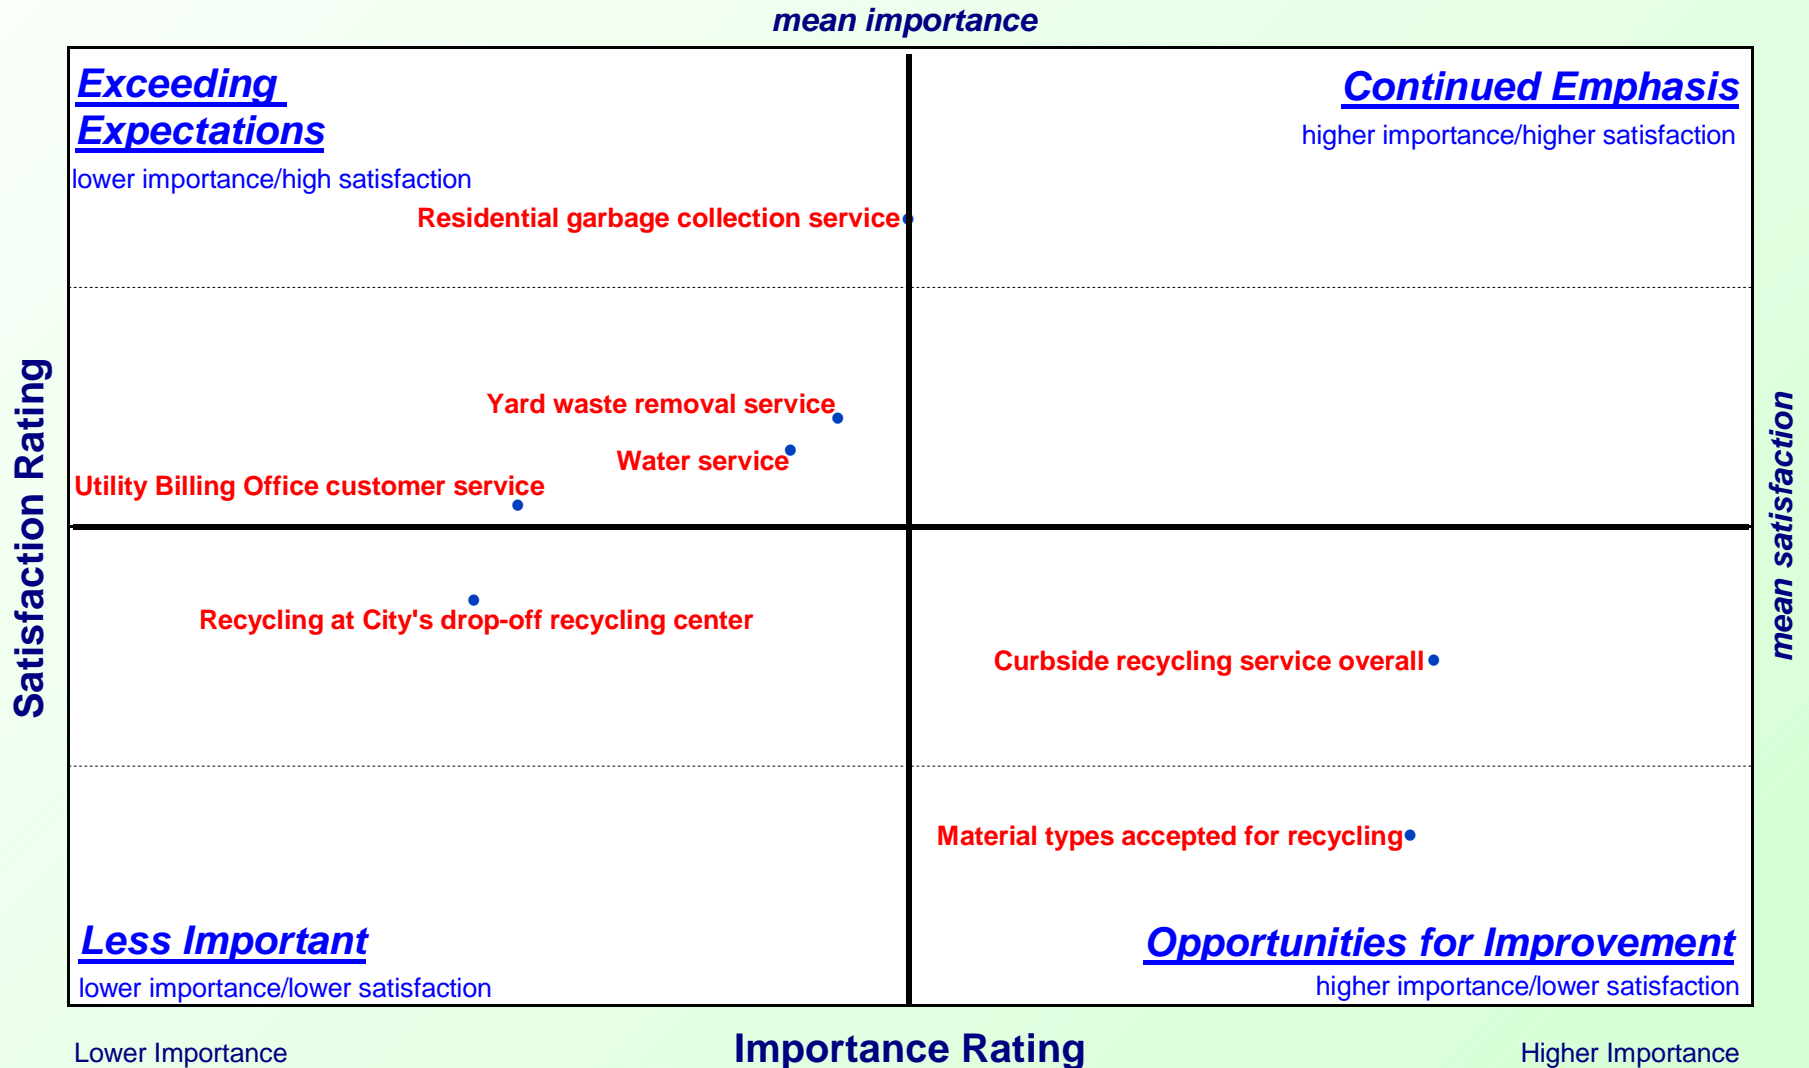 mean importance
Exceeding
Expectations
lower importance/high satisfaction
Continued Emphasis
higher importance/higher satisfaction
Residential garbage collection service
Yard waste removal service
Water service
Utility Billing Office customer service
Satisfaction Rating
mean satisfaction
Recycling at City's drop-off recycling center
Curbside recycling service overall
Material types accepted for recycling
Less Important
lower importance/lower satisfaction
Opportunities for Improvement
higher importance/lower satisfaction
Lower Importance
Importance Rating
Higher Importance